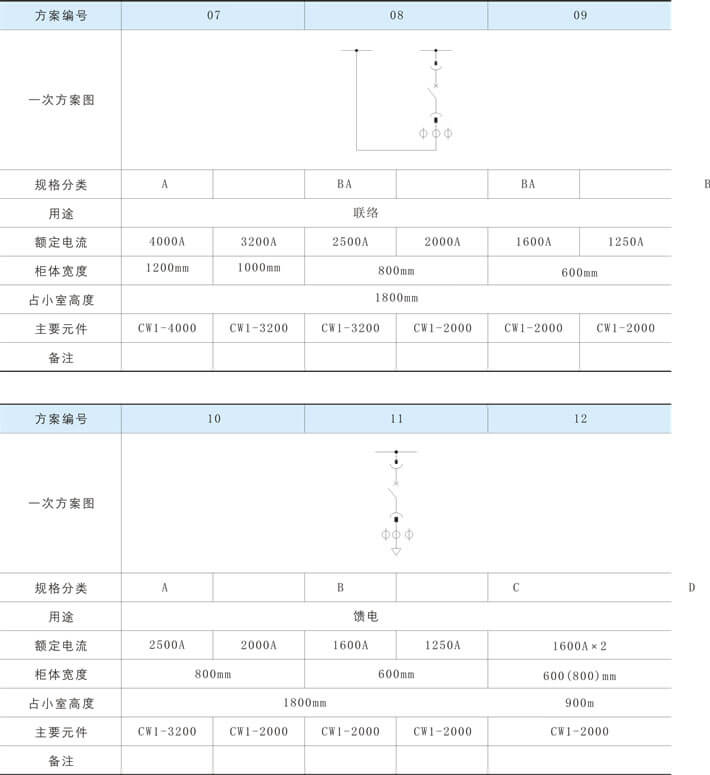 方案编号 07 08 09
一次方案图
规格分类 A BA BA B
用途 联络
额定电流 4000A 3200A 2500A 2000A 1600A 1250A
柜体宽度 1200mm 1000mm 800mm 600mm
占小室高度 1800mm
主要元件 CW1-4000 CW1-3200 CW1-3200 CW1-2000 CW1-2000 CW1-2000
备注
方案编号 10 11 12
一次方案图
规格分类 A B C D
用途 馈电
额定电流 2500A 2000A 1600A 1250A 1600A×2
柜体宽度 800mm 600mm 600(800)mm
占小室高度 1800mm 900m
主要元件 CW1-3200 CW1-2000 CW1-2000 CW1-2000 CW1-2000
备注